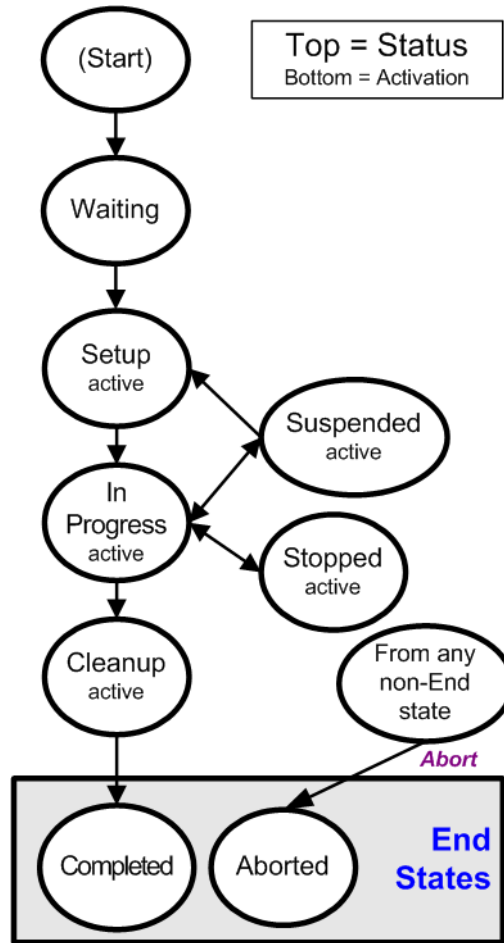 (Start)
Top = Status
Bottom = Activation
Waiting
Setup
active
Suspended
active
In
Progress
active
Stopped
active
Cleanup
active
From any
non-End
state
Abort
Completed
Aborted
End
States